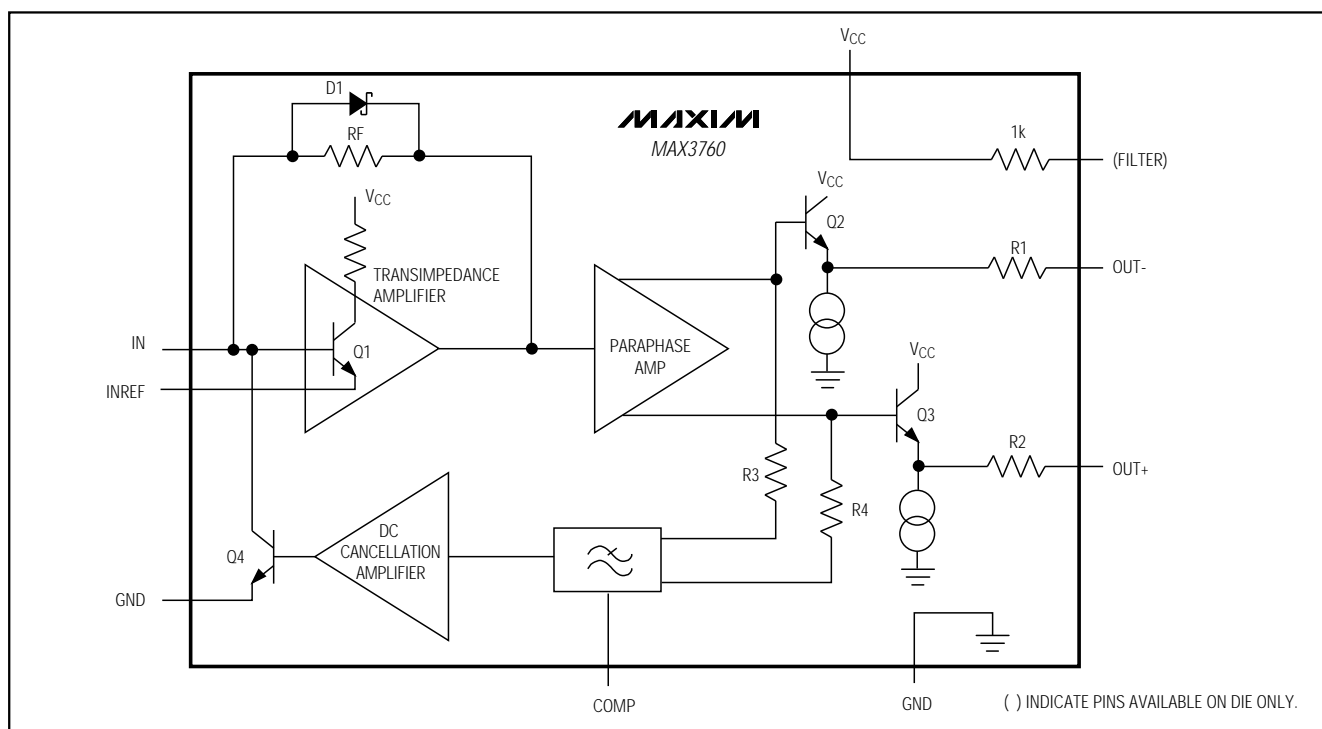 VCC
D1
MAXIM
MAX3760
1k
(FILTER)
RF
VCC
VCC
Q2
TRANSIMPEDANCE
AMPLIFIER
R1
OUT-
IN
Q1
PARAPHASE
AMP
VCC
INREF
Q3
R2
OUT+
R3
R4
DC
CANCELLATION
AMPLIFIER
Q4
GND
COMP
GND
( ) INDICATE PINS AVAILABLE ON DIE ONLY.